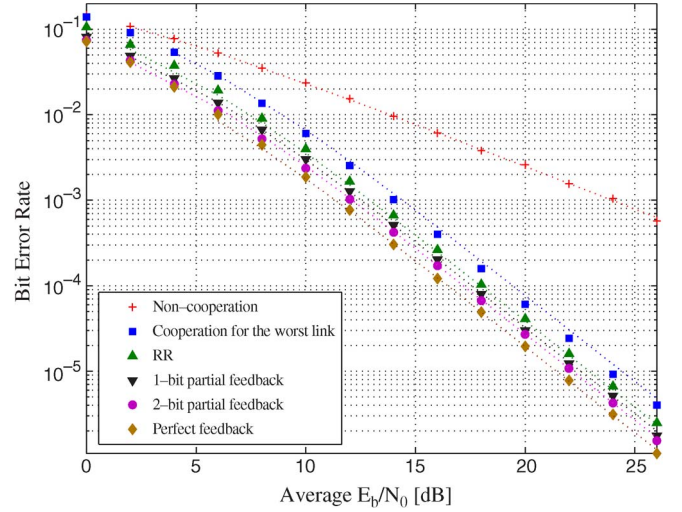 10^{-1}
10^{-2}
10^{-3}
10^{-4}
10^{-5}
Bit Error Rate
Non–cooperation
Cooperation for the worst link
RR
1–bit partial feedback
2–bit partial feedback
Perfect feedback
0 5 10 15 20 25
Average E_b/N_0 [dB]